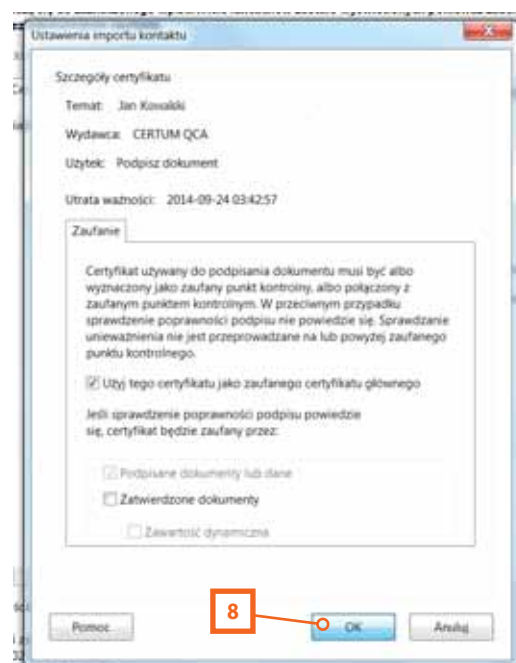 Ustawienia importu kontaktu
Szczegóły certyfikatu
Temat: Jan Kowalski
Wydawca: CERTUM QCA
Użytek: Podpisz dokument
Utrata ważności: 2014-09-24 03:42:57
Zaufanie
Certyfikat używany do podpisania dokumentu musi być albo
wyznaczony jako zaufany punkt kontrolny, albo połączony z
zaufanym punktem kontrolnym. W przeciwnym przypadku
sprawdzenie poprawności podpisu nie powiedzie się. Sprawdzanie
unieważnienia nie jest przeprowadzane na lub powyżej zaufanego
punktu kontrolnego.
Użyj tego certyfikatu jako zaufanego certyfikatu głównego
Jeśli sprawdzenie poprawności podpisu powiedzie
się, certyfikat będzie zaufany przez:
Podpisane dokumenty lub dane
Zatwierdzone dokumenty
Zawartość dynamiczna
8
Pomoc OK Anuluj